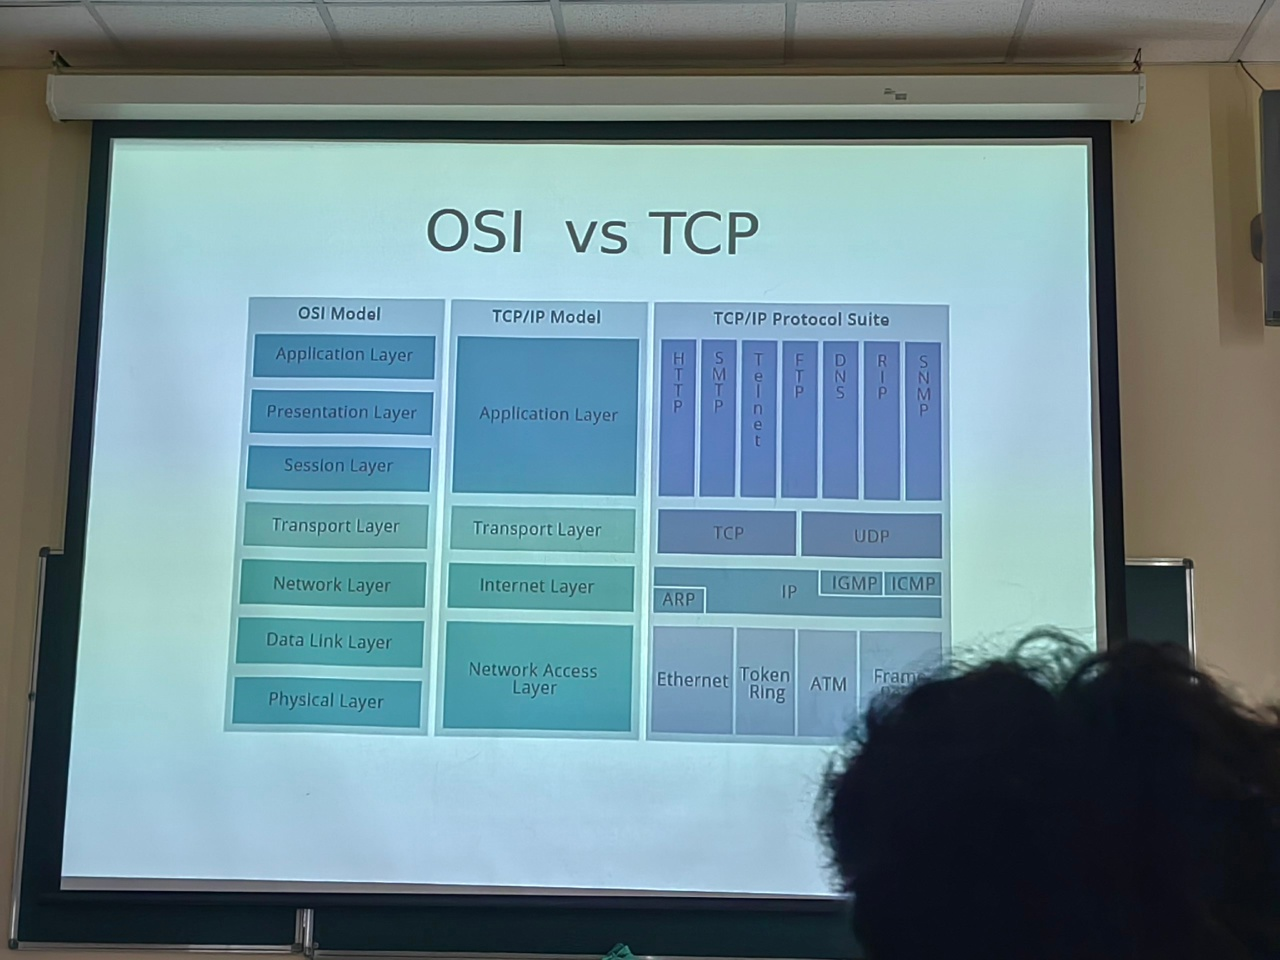 OSI vs TCP
OSI Model
Application Layer
Presentation Layer
Session Layer
Transport Layer
Network Layer
Data Link Layer
Physical Layer
TCP/IP Model
Application Layer
Transport Layer
Internet Layer
Network Access
Layer
TCP/IP Protocol Suite
HTTP
SMTP
Telnet
FTP
DNS
RIP
SNMP
TCP
UDP
ARP
IP
IGMP
ICMP
Ethernet
Token
Ring
ATM
Frame